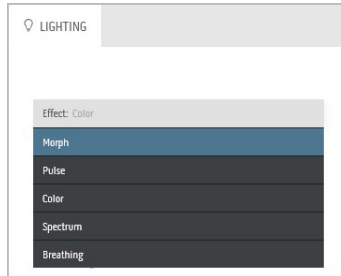 LIGHTING
Effect: Color
Morph
Pulse
Color
Spectrum
Breathing